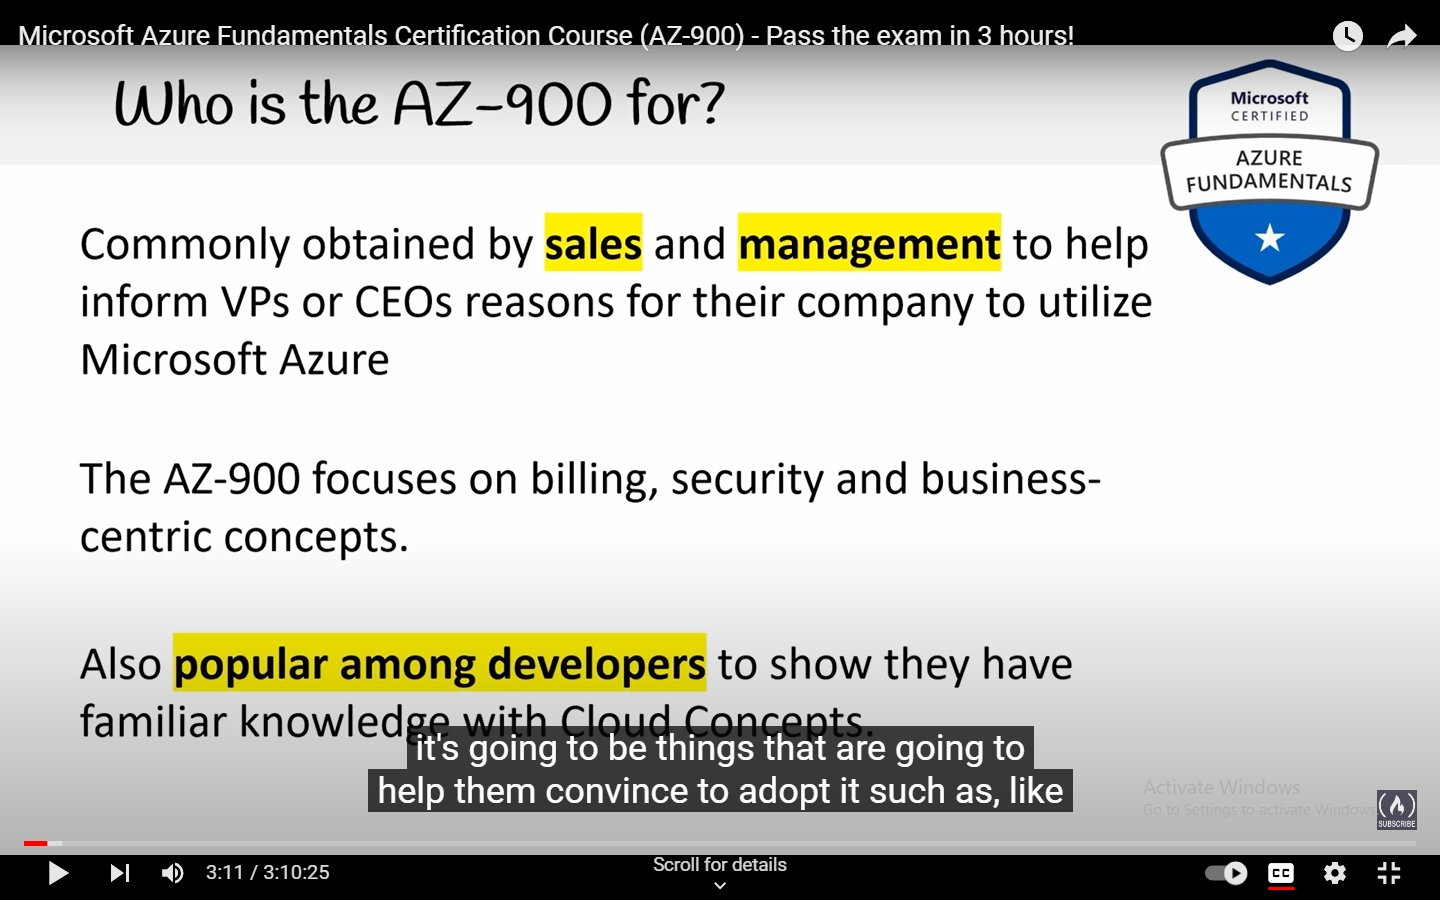 Microsoft Azure Fundamentals Certification Course (AZ-900) - Pass the exam in 3 hours!
Who is the AZ-900 for?
Microsoft
CERTIFIED
AZURE
FUNDAMENTALS
Commonly obtained by sales and management to help
inform VPs or CEOs reasons for their company to utilize
Microsoft Azure
The AZ-900 focuses on billing, security and business-
centric concepts.
Also popular among developers to show they have
familiar knowledge with Cloud Concepts.
it's going to be things that are going to
help them convince to adopt it such as, like
Activate Windows
Go to Settings to activate Windows.
SUBSCRIBE
3:11 / 3:10:25
Scroll for details
CC